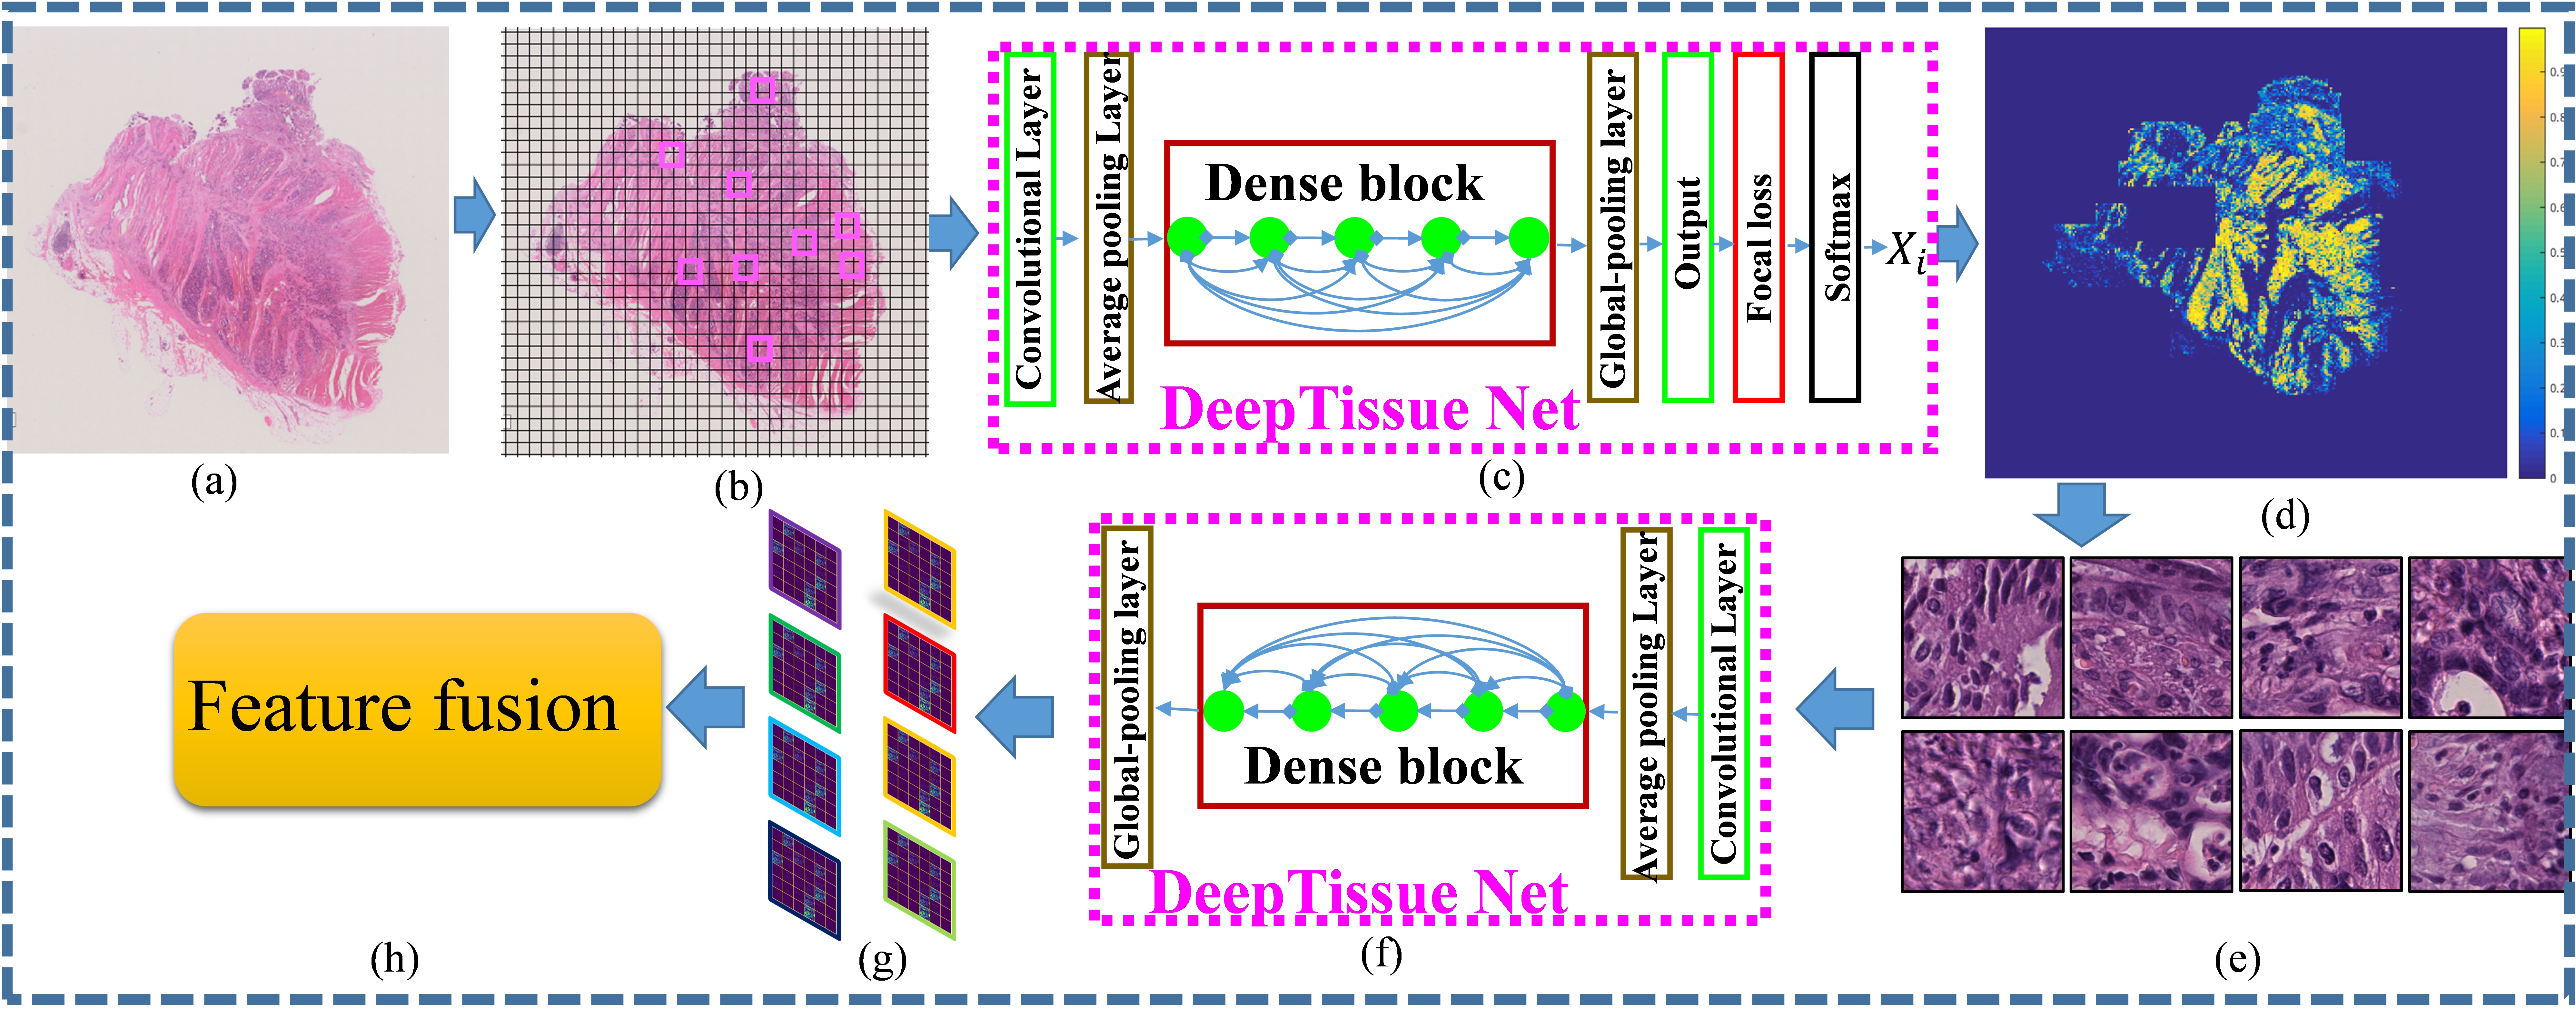 (a)
(b)
Convolutional Layer
Average pooling Layer
Dense block
Global-pooling layer
Output
Focal loss
Softmax
X_i
DeepTissue Net
(c)
0.9
0.8
0.7
0.6
0.5
0.4
0.3
0.2
0.1
0
(d)
(e)
Convolutional Layer
Average pooling Layer
Dense block
Global-pooling layer
DeepTissue Net
(f)
(g)
Feature fusion
(h)